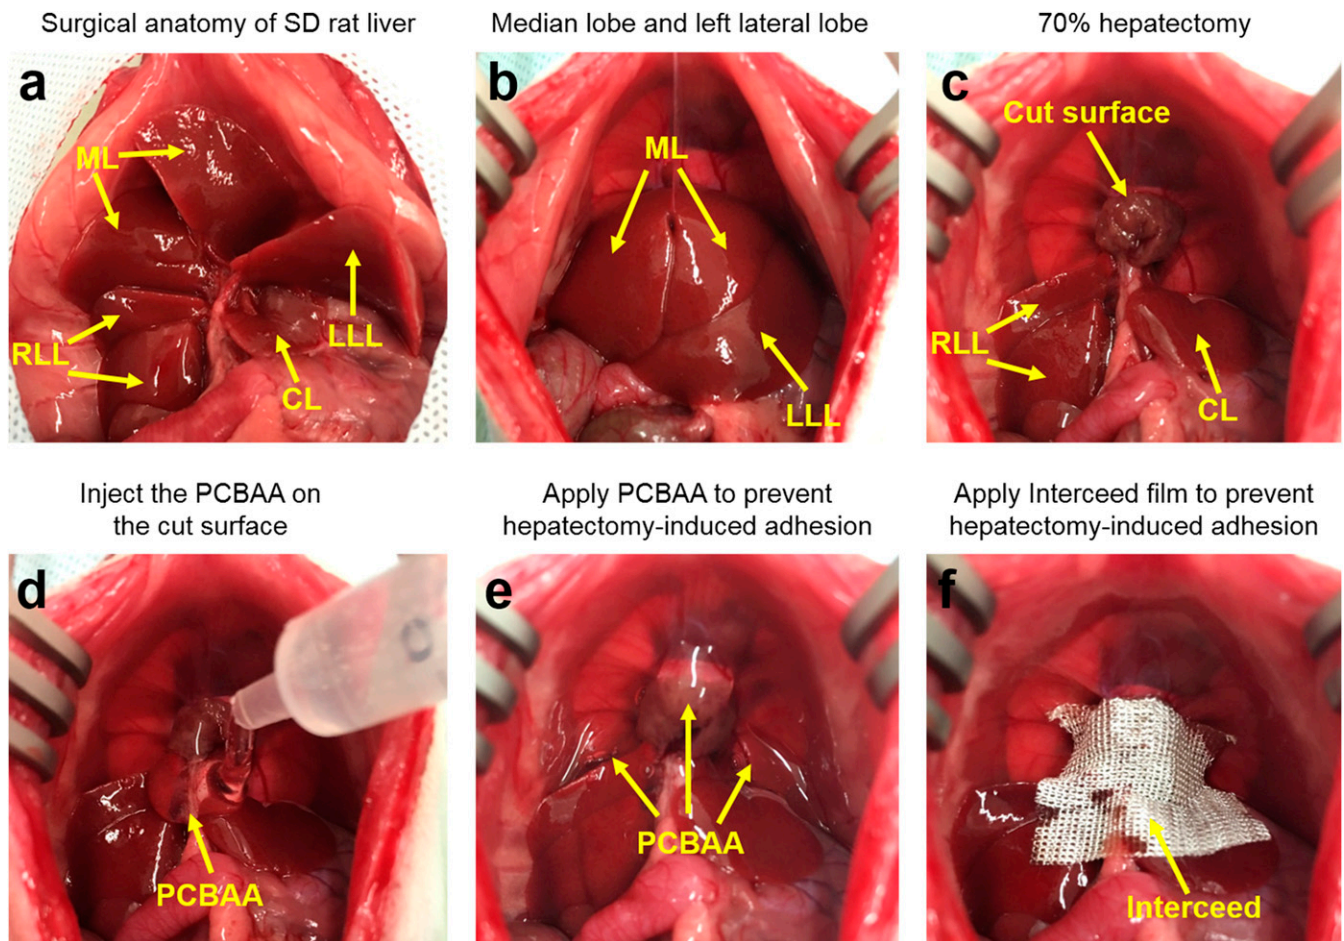 Surgical anatomy of SD rat liver
Median lobe and left lateral lobe
70% hepatectomy
a
ML
RLL
CL
LLL
b
ML
LLL
c
Cut surface
RLL
CL
Inject the PCBAA on
the cut surface
Apply PCBAA to prevent
hepatectomy-induced adhesion
Apply Interceed film to prevent
hepatectomy-induced adhesion
d
PCBAA
e
PCBAA
f
Interceed